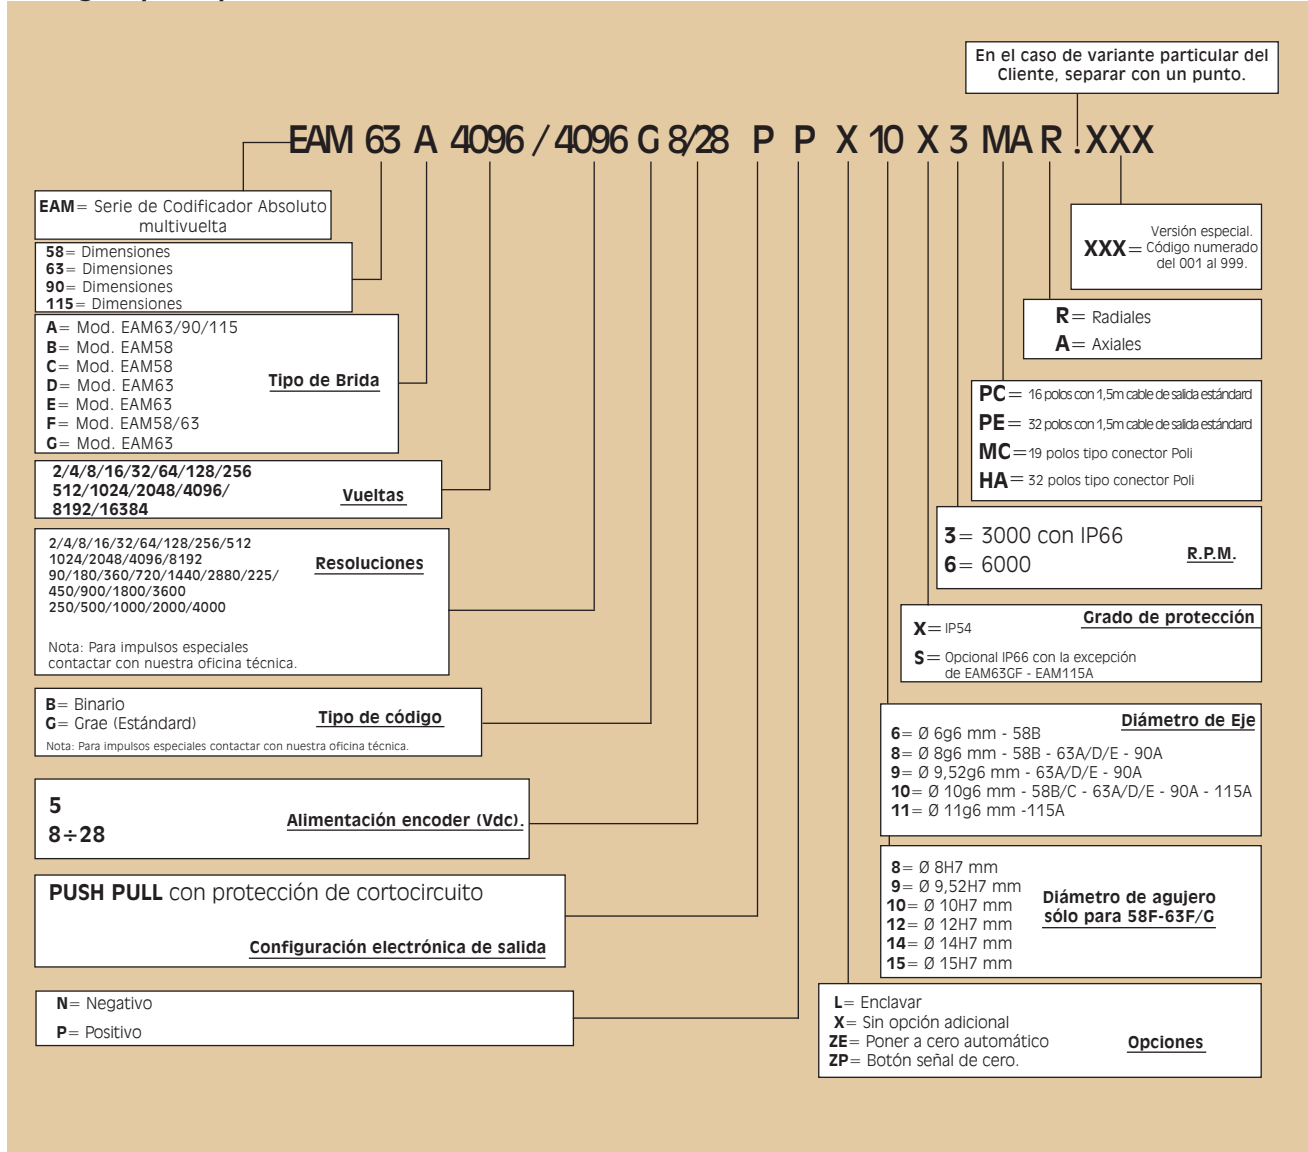 En el caso de variante particular del
Cliente, separar con un punto.
EAM 63 A 4096 / 4096 G 8/28 P P X 10 X 3 MA R . XXX
EAM= Serie de Codificador Absoluto
multivuelta
58= Dimensiones
63= Dimensiones
90= Dimensiones
115= Dimensiones
A= Mod. EAM63/90/115
B= Mod. EAM58
C= Mod. EAM58
D= Mod. EAM63
E= Mod. EAM63
F= Mod. EAM58/63
G= Mod. EAM63
Tipo de Brida
2/4/8/16/32/64/128/256
512/1024/2048/4096/
8192/16384
Vueltas
2/4/8/16/32/64/128/256/512
1024/2048/4096/8192
90/180/360/720/1440/2880/225/
450/900/1800/3600
250/500/1000/2000/4000
Resoluciones
Nota: Para impulsos especiales
contactar con nuestra oficina técnica.
B= Binario
G= Grae (Estándard)
Tipo de código
Nota: Para impulsos especiales contactar con nuestra oficina técnica.
5
8÷28
Alimentación encoder (Vdc).
PUSH PULL con protección de cortocircuito
Configuración electrónica de salida
N= Negativo
P= Positivo
XXX= Versión especial.
Código numerado
del 001 al 999.
R= Radiales
A= Axiales
PC= 16 polos con 1,5m cable de salida estándard
PE= 32 polos con 1,5m cable de salida estándard
MC= 19 polos tipo conector Poli
HA= 32 polos tipo conector Poli
3= 3000 con IP66
6= 6000
R.P.M.
Grado de protección
X= IP54
S= Opcional IP66 con la excepción
de EAM63GF - EAM115A
Diámetro de Eje
6= Ø 6g6 mm - 58B
8= Ø 8g6 mm - 58B - 63A/D/E - 90A
9= Ø 9,52g6 mm - 63A/D/E - 90A
10= Ø 10g6 mm - 58B/C - 63A/D/E - 90A - 115A
11= Ø 11g6 mm -115A
8= Ø 8H7 mm
9= Ø 9,52H7 mm
10= Ø 10H7 mm
12= Ø 12H7 mm
14= Ø 14H7 mm
15= Ø 15H7 mm
Diámetro de agujero
sólo para 58F-63F/G
L= Enclavar
X= Sin opción adicional
ZE= Poner a cero automático
ZP= Botón señal de cero.
Opciones